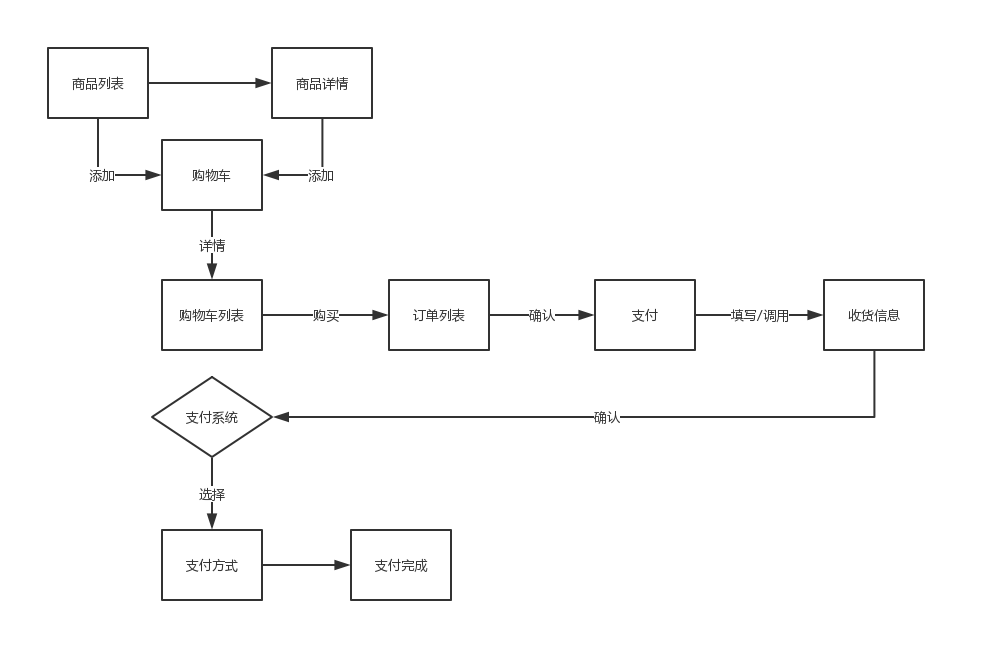 商品列表
商品详情
添加
购物车
添加
详情
购物车列表
购买
订单列表
确认
支付
填写/调用
收货信息
支付系统
确认
选择
支付方式
支付完成